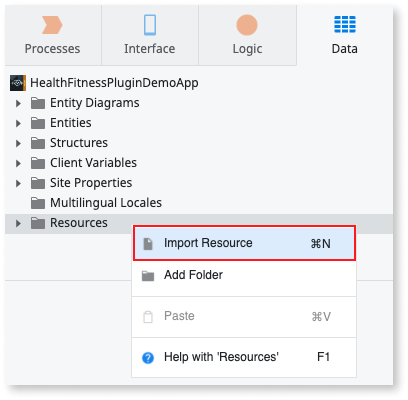 Processes
Interface
Logic
Data
HealthFitnessPluginDemoApp
Entity Diagrams
Entities
Structures
Client Variables
Site Properties
Multilingual Locales
Resources
Import Resource ⌘N
Add Folder
Paste ⌘V
Help with 'Resources' F1